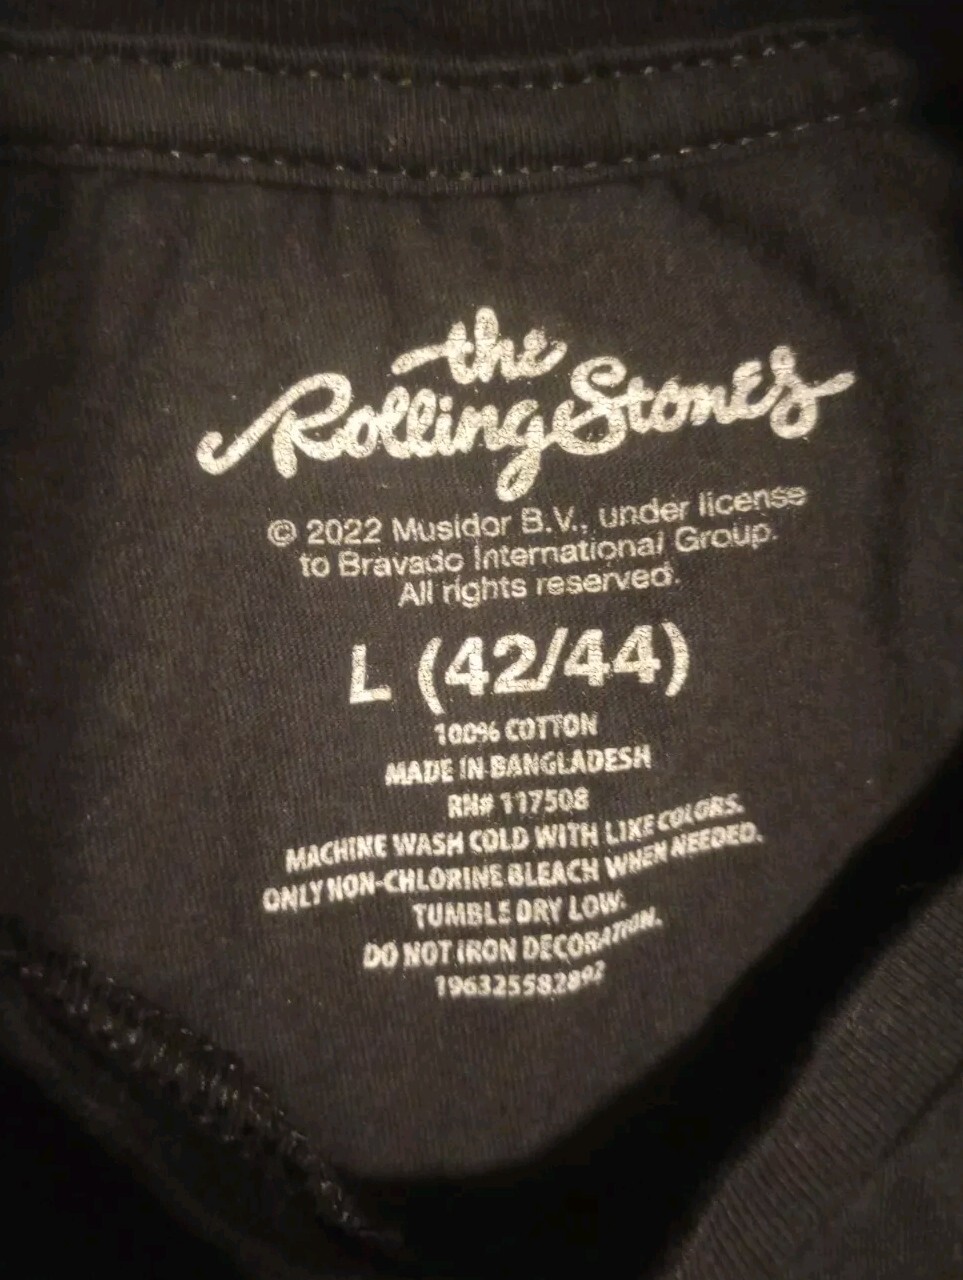 the
Rolling Stones
© 2022 Musidor B.V., under license
to Bravado International Group.
All rights reserved.
L (42/44)
100% COTTON
MADE IN BANGLADESH
RN# 117508
MACHINE WASH COLD WITH LIKE COLORS.
ONLY NON-CHLORINE BLEACH WHEN NEEDED.
TUMBLE DRY LOW.
DO NOT IRON DECORATION.
196325582892